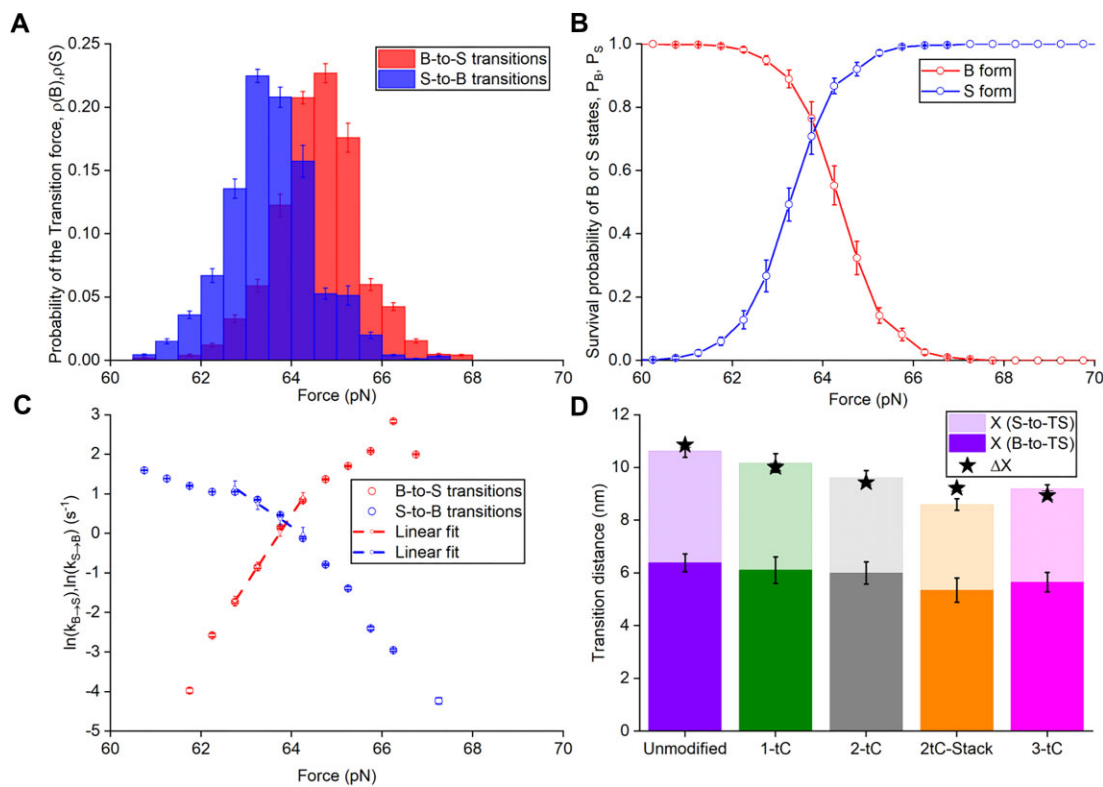 A
Probability of the Transition force, ρ(B),ρ(S)
0.25
0.20
0.15
0.10
0.05
0.00
B-to-S transitions
S-to-B transitions
60 62 64 66 68 70
Force (pN)
B
Survival probability of B or S states, P_B, P_S
1.0
0.8
0.6
0.4
0.2
0.0
B form
S form
60 62 64 66 68 70
Force (pN)
C
ln(k_B→S),ln(k_S→B) (s⁻¹)
3
2
1
0
-1
-2
-3
-4
-5
B-to-S transitions
S-to-B transitions
Linear fit
Linear fit
60 62 64 66 68 70
Force (pN)
D
Transition distance (nm)
12
10
8
6
4
2
0
X (S-to-TS)
X (B-to-TS)
ΔX
Unmodified 1-tC 2-tC 2tC-Stack 3-tC